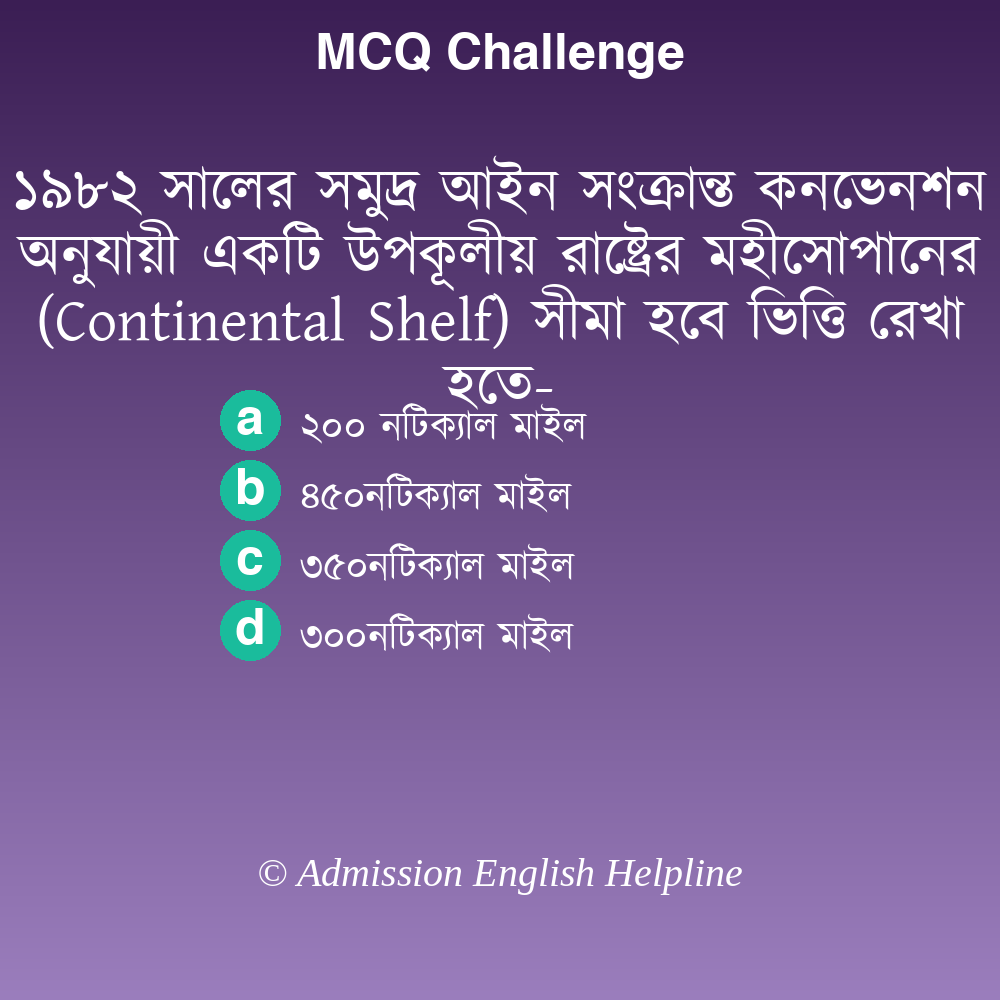 MCQ Challenge
১৯৮২ সালের সমুদ্র আইন সংক্রান্ত কনভেনশন
অনুযায়ী একটি উপকূলীয় রাষ্ট্রের মহীসোপানের
(Continental Shelf) সীমা হবে ভিত্তি রেখা
হতে-
a ২০০ নটিক্যাল মাইল
b ৪৫০নটিক্যাল মাইল
c ৩৫০নটিক্যাল মাইল
d ৩০০নটিক্যাল মাইল
© Admission English Helpline